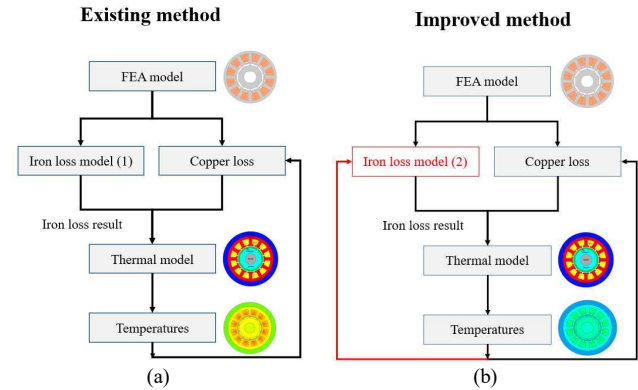 Existing method
FEA model
Iron loss model (1)
Copper loss
Iron loss result
Thermal model
Temperatures
(a)
Improved method
FEA model
Iron loss model (2)
Copper loss
Iron loss result
Thermal model
Temperatures
(b)